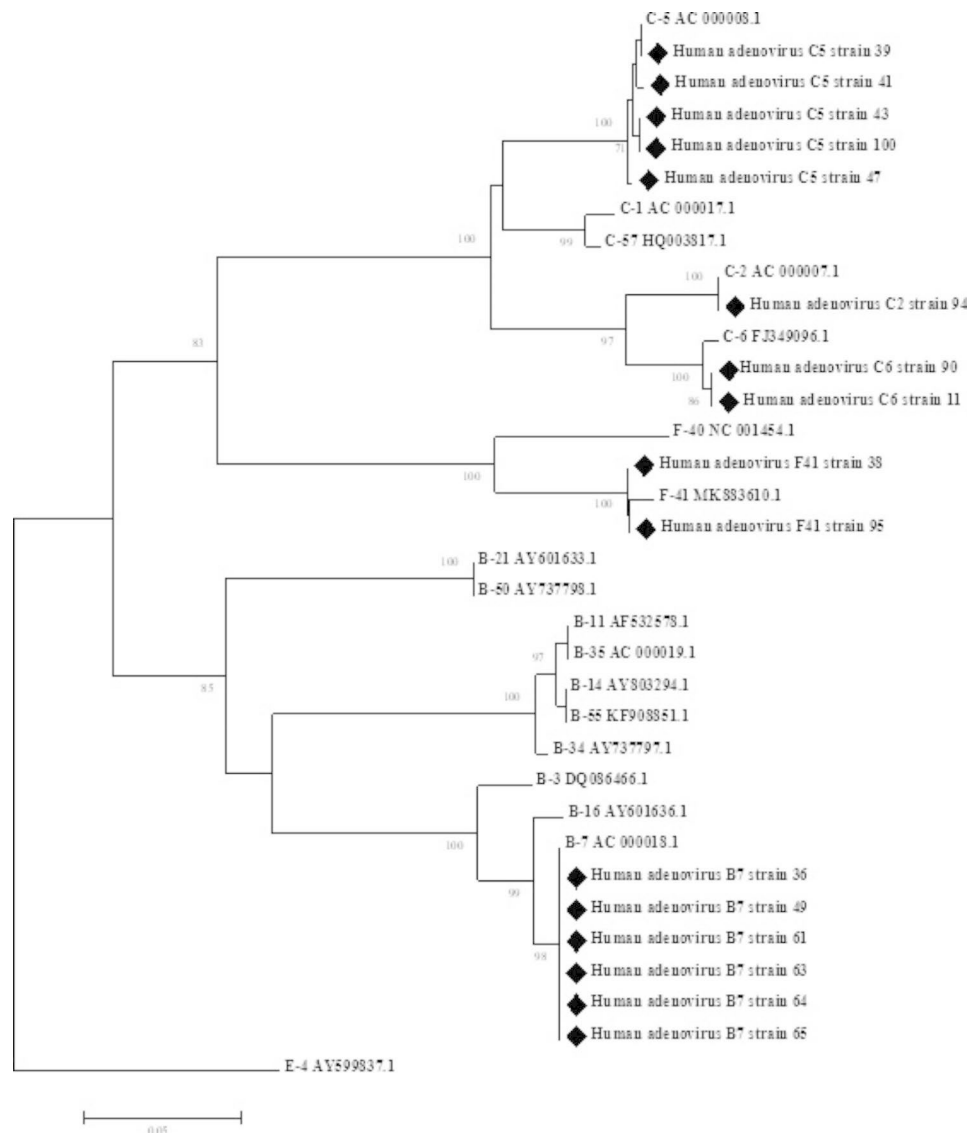 C-5 AC 000008.1
Human adenovirus C5 strain 39
Human adenovirus C5 strain 41
Human adenovirus C5 strain 43
100
Human adenovirus C5 strain 100
71
Human adenovirus C5 strain 47
C-1 AC 000017.1
100
99
C-57 HQ003817.1
C-2 AC 000007.1
100
Human adenovirus C2 strain 94
97
C-6 FJ349096.1
83
Human adenovirus C6 strain 90
100
86
Human adenovirus C6 strain 11
F-40 NC 001454.1
Human adenovirus F41 strain 38
100
F-41 MK883610.1
100
Human adenovirus F41 strain 95
B-21 AY601633.1
100
B-50 AY737798.1
B-11 AF532578.1
97
B-35 AC 000019.1
B-14 AY803294.1
85
100
B-55 KF908851.1
B-34 AY737797.1
B-3 DQ086466.1
B-16 AY601636.1
B-7 AC 000018.1
100
Human adenovirus B7 strain 36
99
Human adenovirus B7 strain 49
Human adenovirus B7 strain 61
98
Human adenovirus B7 strain 63
Human adenovirus B7 strain 64
Human adenovirus B7 strain 65
E-4 AY599837.1
0.05